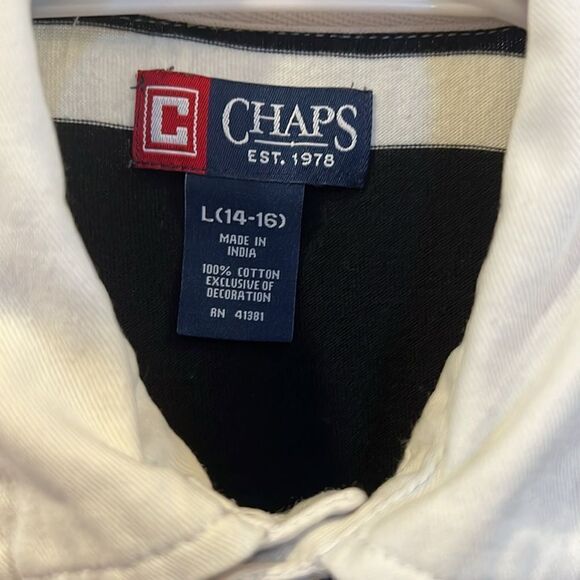 C CHAPS
EST. 1978
L(14-16)
MADE IN
INDIA
100% COTTON
EXCLUSIVE OF
DECORATION
RN 41381